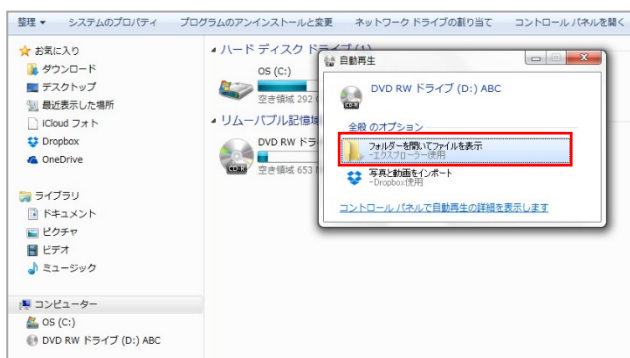 整理 ▼ システムのプロパティ プログラムのアンインストールと変更 ネットワーク ドライブの割り当て コントロール パネルを開く
お気に入り
ダウンロード
デスクトップ
最近表示した場所
iCloud フォト
Dropbox
OneDrive
ライブラリ
ドキュメント
ピクチャ
ビデオ
ミュージック
コンピューター
OS (C:)
DVD RW ドライブ (D:) ABC
ハード ディスク ドライブ (1)
OS (C:)
空き領域 292
リムーバブル記憶域
DVD RW ドラ
CD-R
空き領域 653
自動再生
DVD RW ドライブ (D:) ABC
CD-R
全般 のオプション
フォルダーを開いてファイルを表示
-エクスプローラー使用
写真と動画をインポート
-Dropbox使用
コントロール パネルで自動再生の詳細を表示します